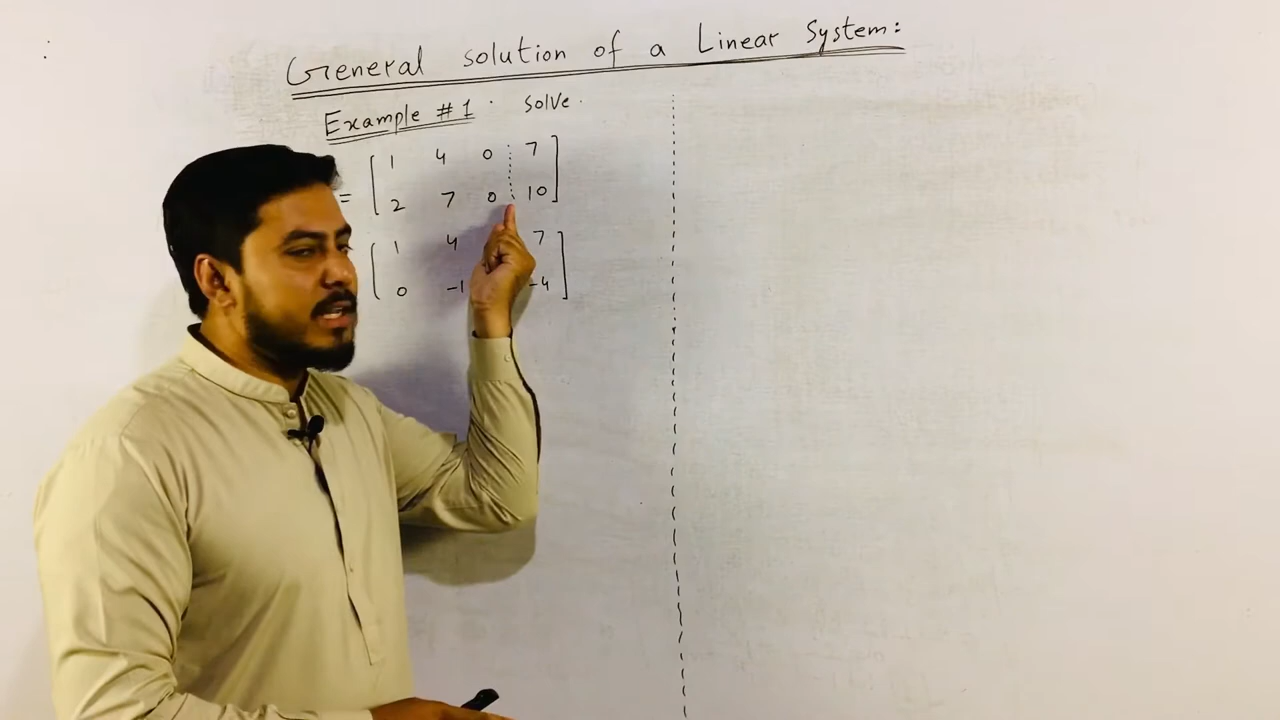 General solution of a Linear System:
Example #1 . solve.
= [ 1 4 0 : 7 ]
[ 2 7 0 : 10 ]
[ 1 4 7 ]
[ 0 -1 -4 ]